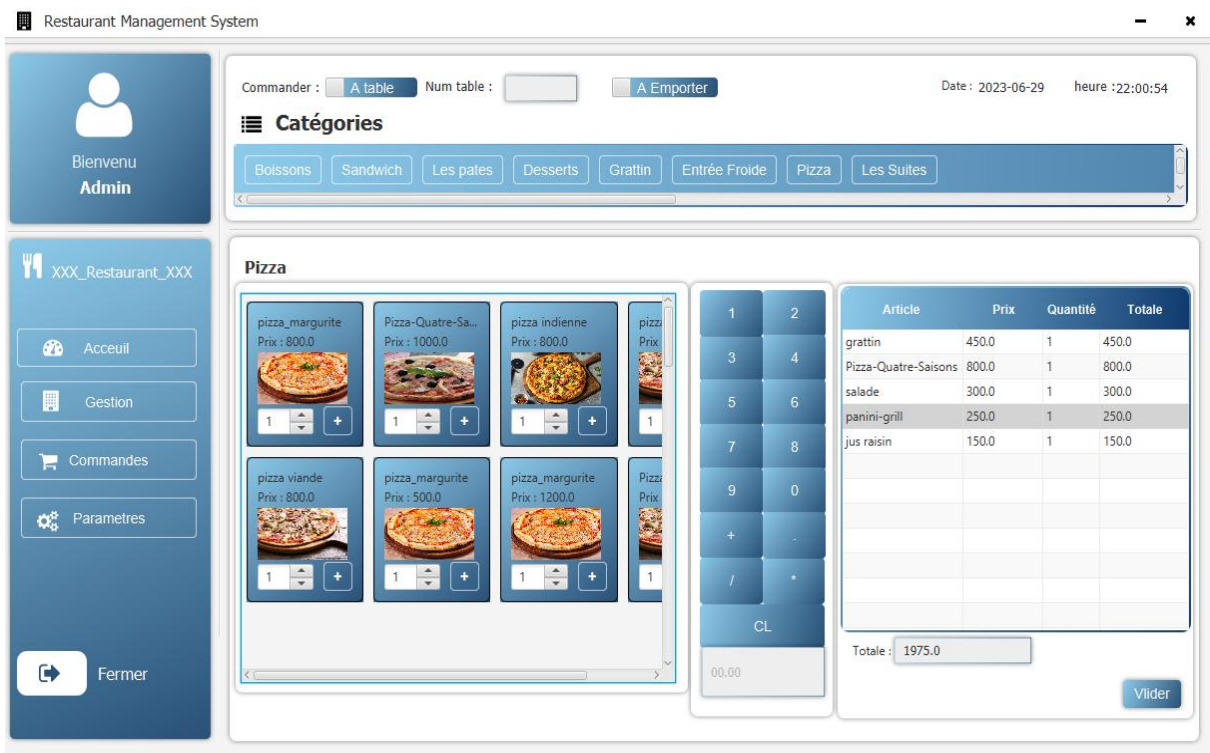 Restaurant Management System
Bienvenu
Admin
Commander : A table Num table : A Emporter Date : 2023-06-29 heure :22:00:54
Catégories
Boissons Sandwich Les pates Desserts Grattin Entrée Froide Pizza Les Suites
XXX_Restaurant_XXX
Acceuil
Gestion
Commandes
Parametres
Fermer
Pizza
pizza_margurite Pizza-Quatre-Sa... pizza indienne pizz
Prix : 800.0 Prix : 1000.0 Prix : 800.0 Prix
1 + 1 + 1 + 1
pizza viande pizza_margurite pizza_margurite Pizz
Prix : 800.0 Prix : 500.0 Prix : 1200.0 Prix
1 + 1 + 1 + 1
1 2
3 4
5 6
7 8
9 0
+ .
/ *
CL
00.00
Article Prix Quantité Totale
grattin 450.0 1 450.0
Pizza-Quatre-Saisons 800.0 1 800.0
salade 300.0 1 300.0
panini-grill 250.0 1 250.0
jus raisin 150.0 1 150.0
Totale : 1975.0
Vlider